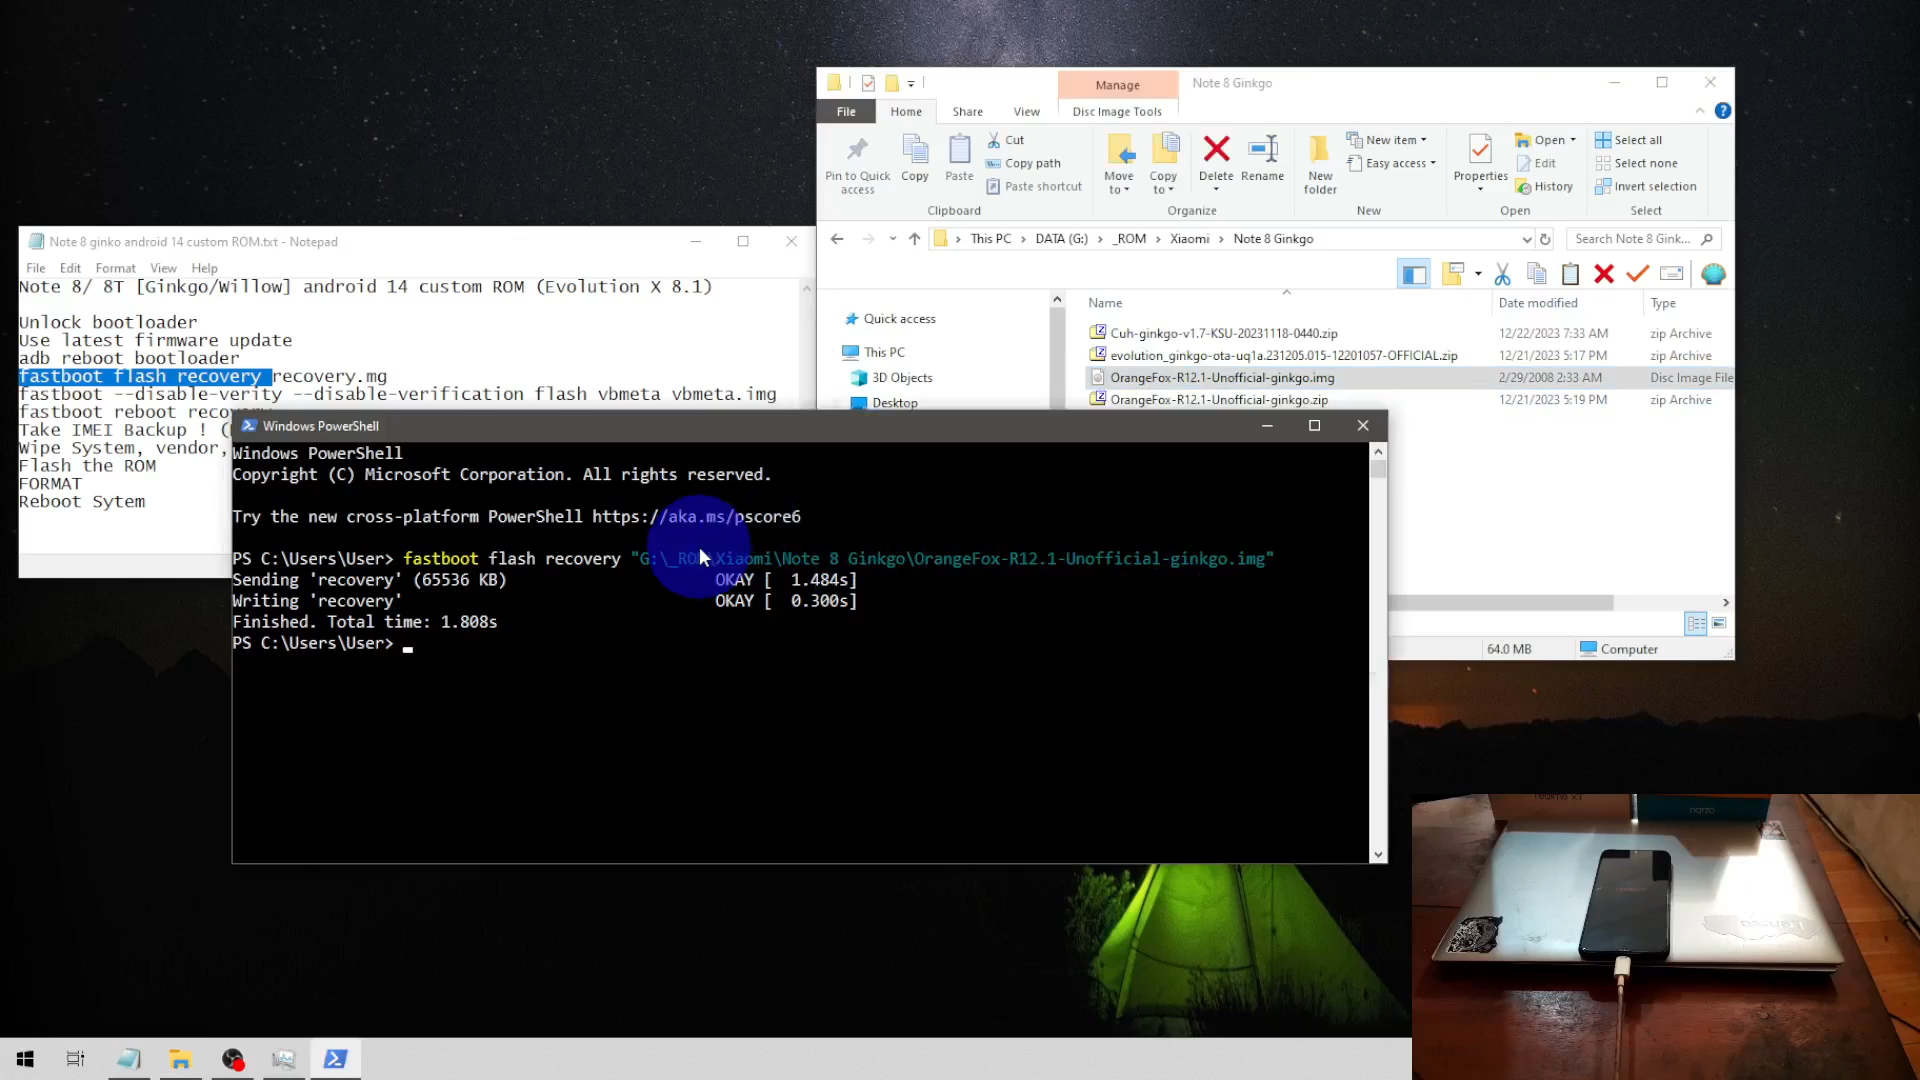 Manage
Note 8 Ginkgo
File
Home
Share
View
Disc Image Tools
Pin to Quick access
Copy
Paste
Cut
Copy path
Paste shortcut
Move to
Copy to
Delete
Rename
New folder
New item
Easy access
Properties
Open
Edit
History
Select all
Select none
Invert selection
Clipboard
Organize
New
Open
Select
This PC
DATA (G:)
_ROM
Xiaomi
Note 8 Ginkgo
Search Note 8 Gink...
Name
Date modified
Type
Quick access
This PC
3D Objects
Desktop
Cuh-ginkgo-v1.7-KSU-20231118-0440.zip 12/22/2023 7:33 AM zip Archive
evolution_ginkgo-ota-uq1a.231205.015-12201057-OFFICIAL.zip 12/21/2023 5:17 PM zip Archive
OrangeFox-R12.1-Unofficial-ginkgo.img 2/29/2008 2:33 AM Disc Image File
OrangeFox-R12.1-Unofficial-ginkgo.zip 12/21/2023 5:19 PM zip Archive
64.0 MB
Computer
Note 8 ginko android 14 custom ROM.txt - Notepad
File Edit Format View Help
Note 8/ 8T [Ginkgo/Willow] android 14 custom ROM (Evolution X 8.1)
Unlock bootloader
Use latest firmware update
adb reboot bootloader
fastboot flash recovery recovery.mg
fastboot --disable-verity --disable-verification flash vbmeta vbmeta.img
fastboot reboot recovery
Take IMEI Backup ! (
Wipe System, vendor,
Flash the ROM
FORMAT
Reboot Sytem
Windows PowerShell
Windows PowerShell
Copyright (C) Microsoft Corporation. All rights reserved.
Try the new cross-platform PowerShell https://aka.ms/pscore6
PS C:\Users\User> fastboot flash recovery "G:\_ROM\Xiaomi\Note 8 Ginkgo\OrangeFox-R12.1-Unofficial-ginkgo.img"
Sending 'recovery' (65536 KB) OKAY [ 1.484s]
Writing 'recovery' OKAY [ 0.300s]
Finished. Total time: 1.808s
PS C:\Users\User>
narzo